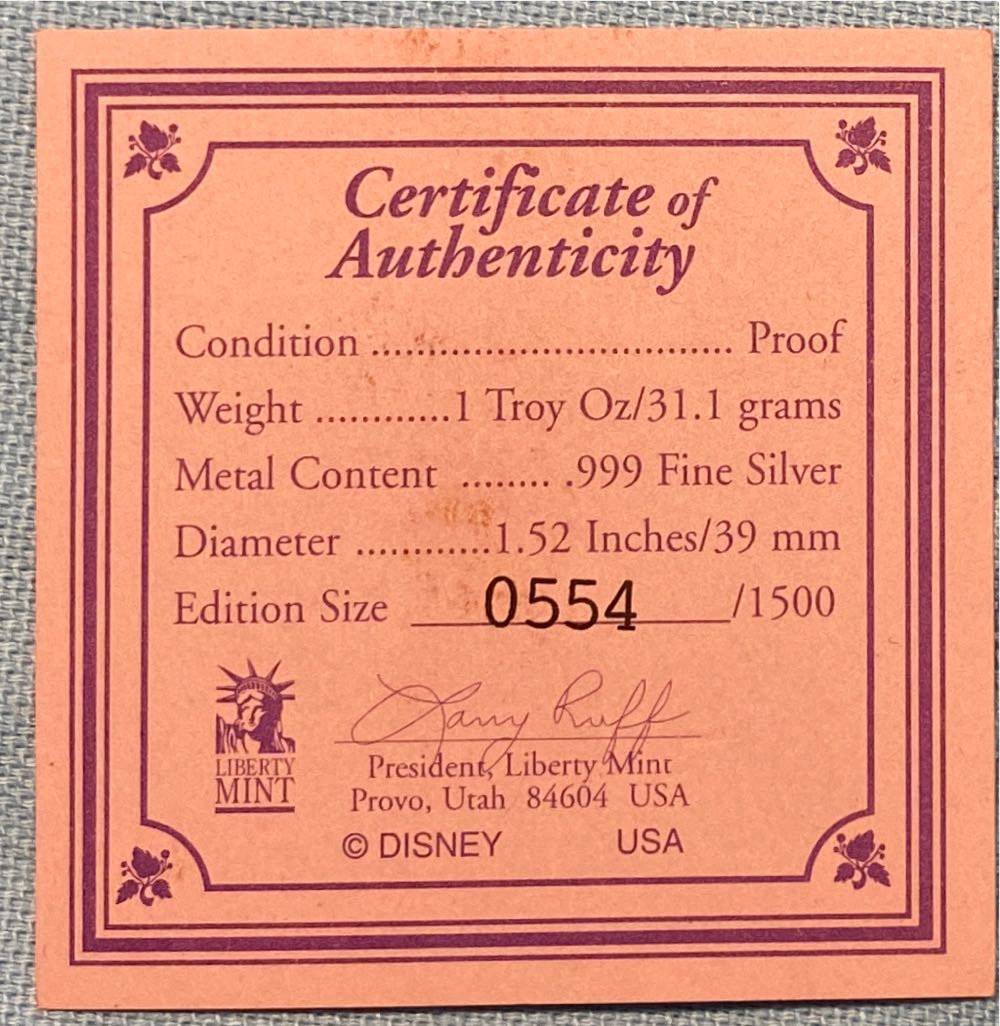 Certificate of
Authenticity
Condition ................................ Proof
Weight ............1 Troy Oz/31.1 grams
Metal Content ........ .999 Fine Silver
Diameter ............1.52 Inches/39 mm
Edition Size 0554 /1500
Larry Ruff
LIBERTY
MINT
President, Liberty Mint
Provo, Utah 84604 USA
© DISNEY USA